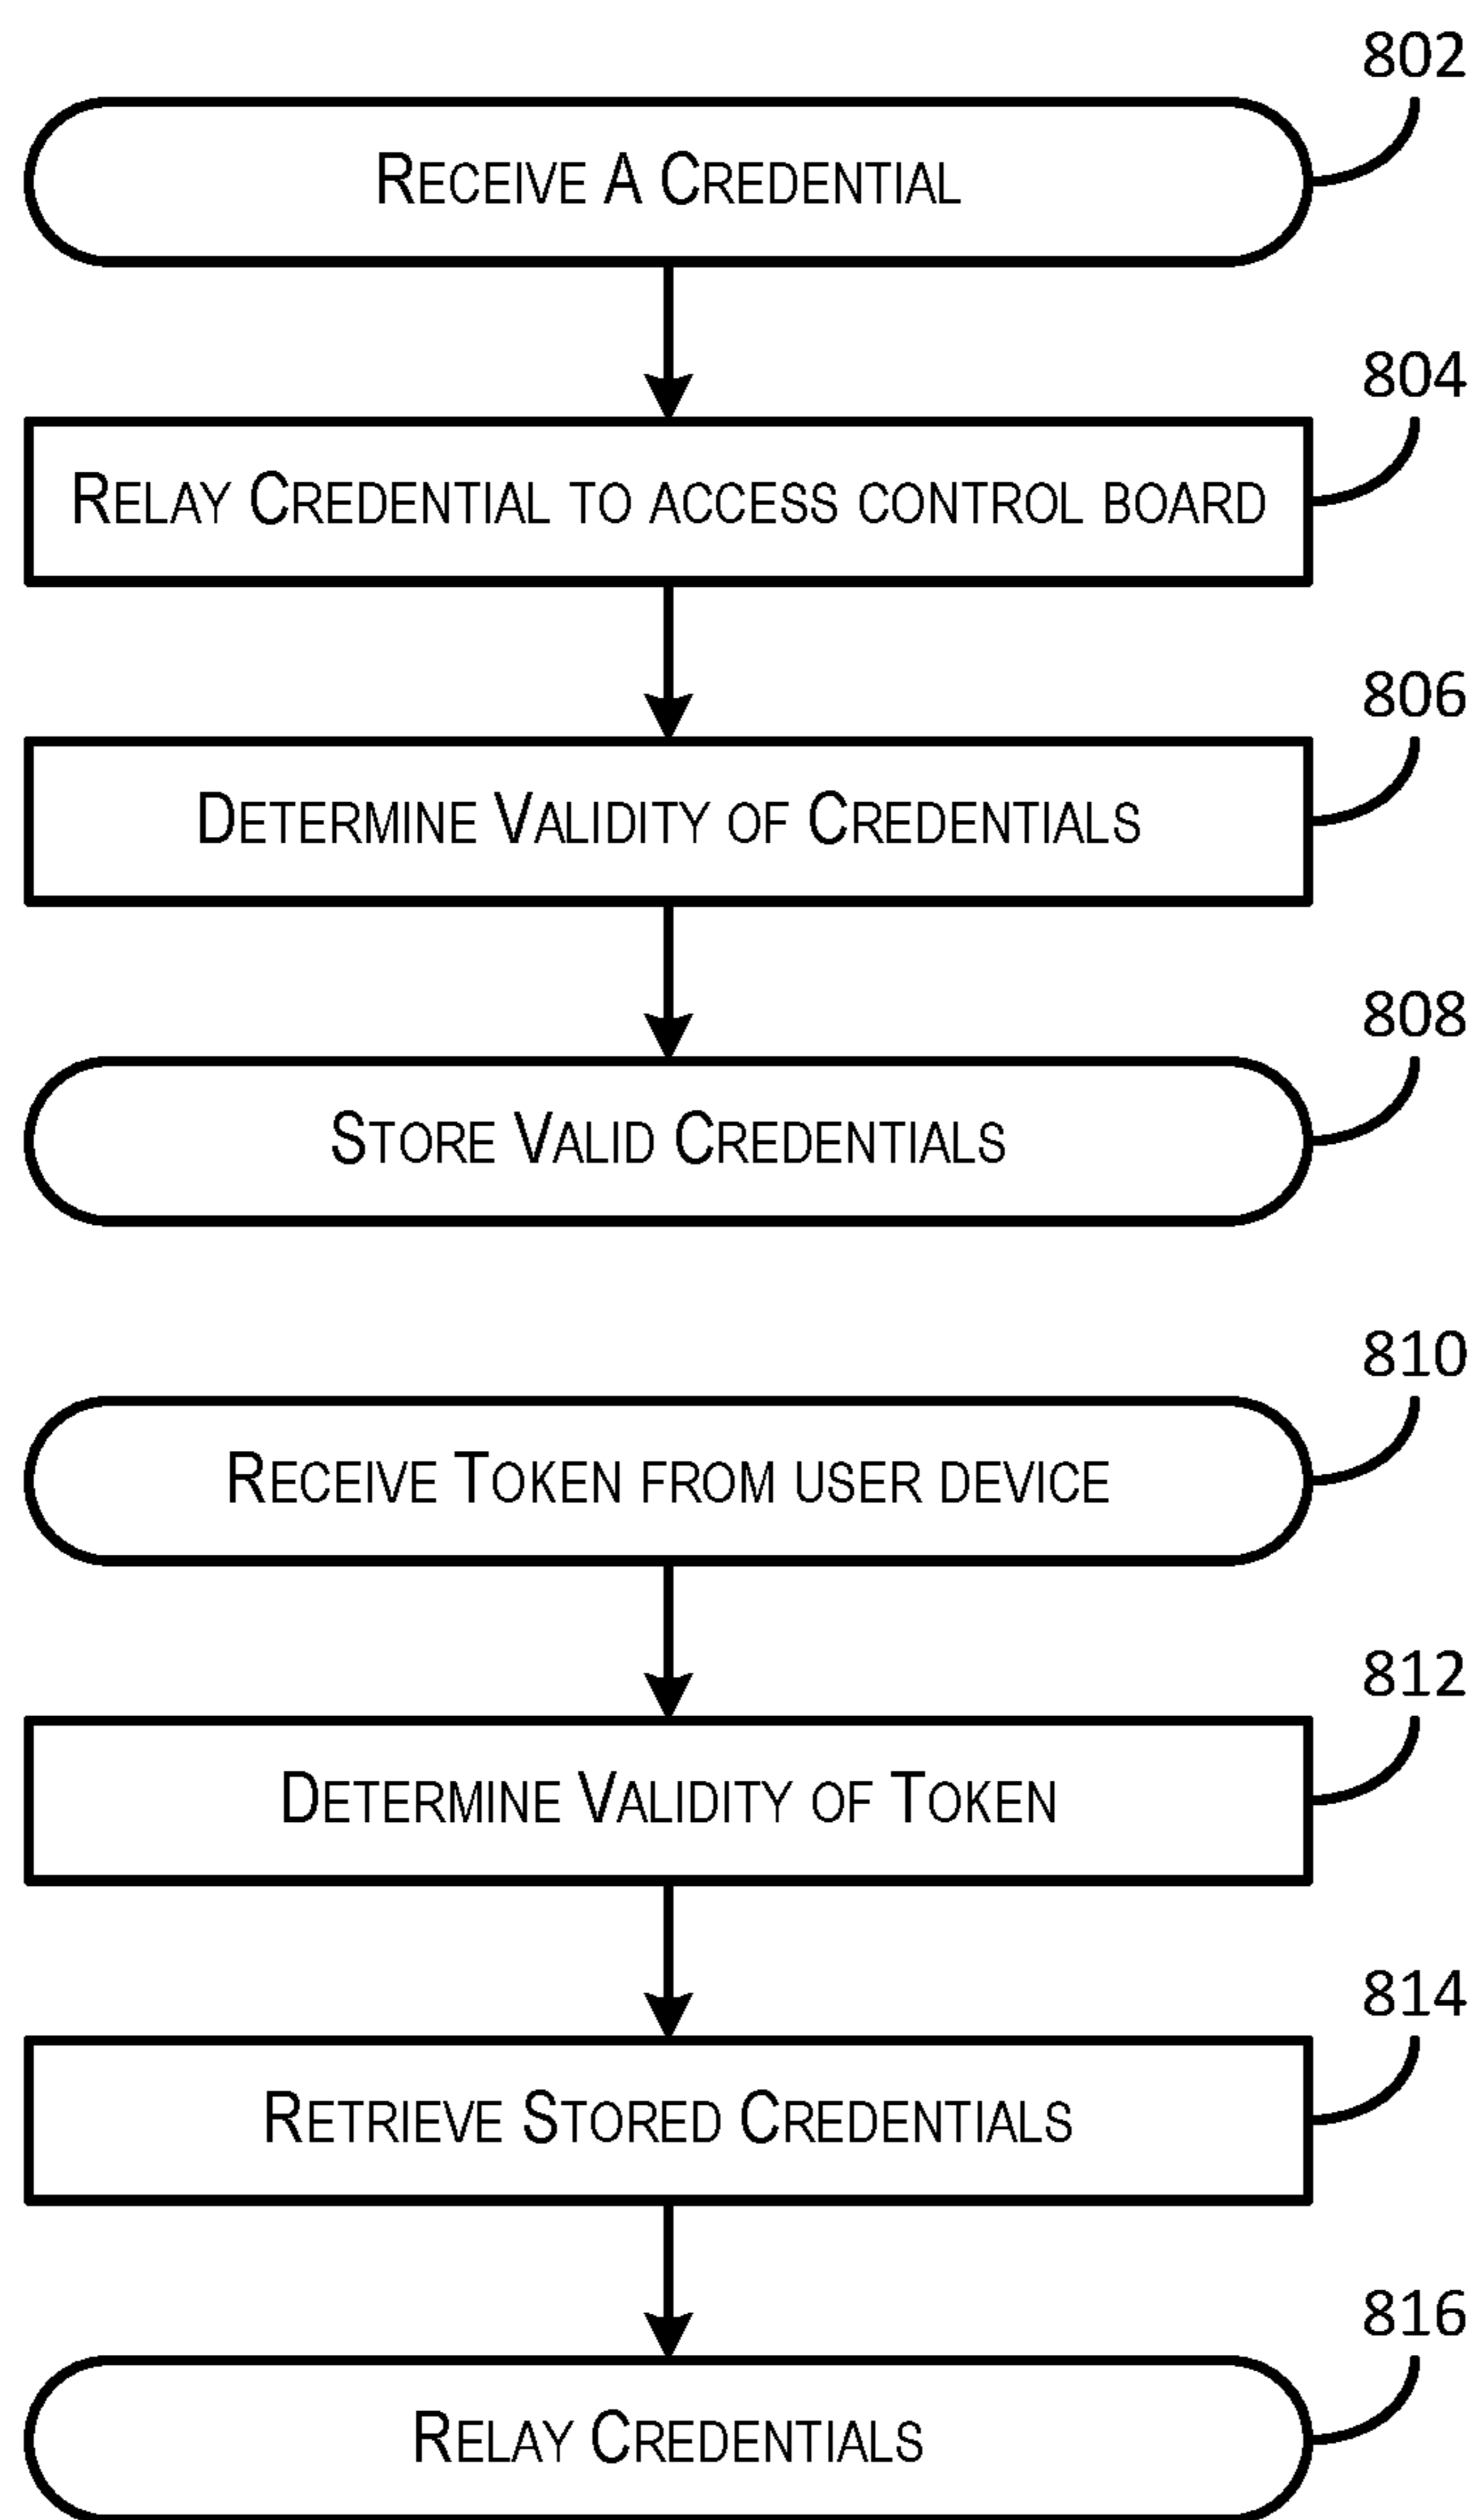 802
RECEIVE A CREDENTIAL
804
RELAY CREDENTIAL TO ACCESS CONTROL BOARD
806
DETERMINE VALIDITY OF CREDENTIALS
808
STORE VALID CREDENTIALS
810
RECEIVE TOKEN FROM USER DEVICE
812
DETERMINE VALIDITY OF TOKEN
814
RETRIEVE STORED CREDENTIALS
816
RELAY CREDENTIALS